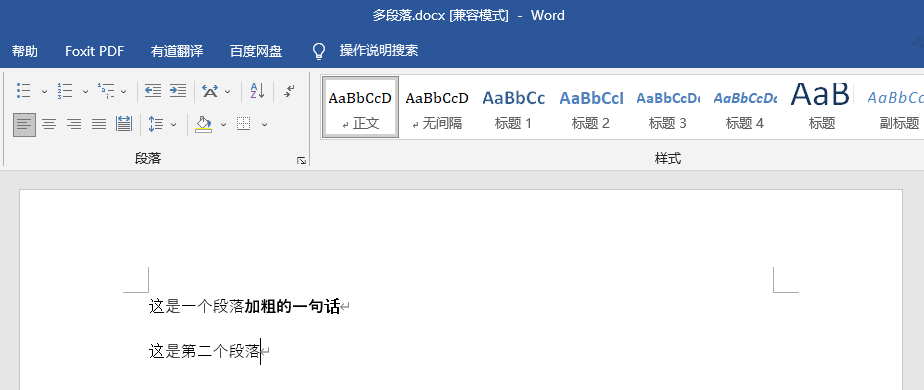 多段落.docx [兼容模式] - Word
帮助 Foxit PDF 有道翻译 百度网盘 操作说明搜索
AaBbCcD AaBbCcD AaBbCc AaBbCcI AaBbCcDc AaBbCcDc AaB AaBbCc
正文 无间隔 标题 1 标题 2 标题 3 标题 4 标题 副标题
段落 样式
这是一个段落加粗的一句话
这是第二个段落